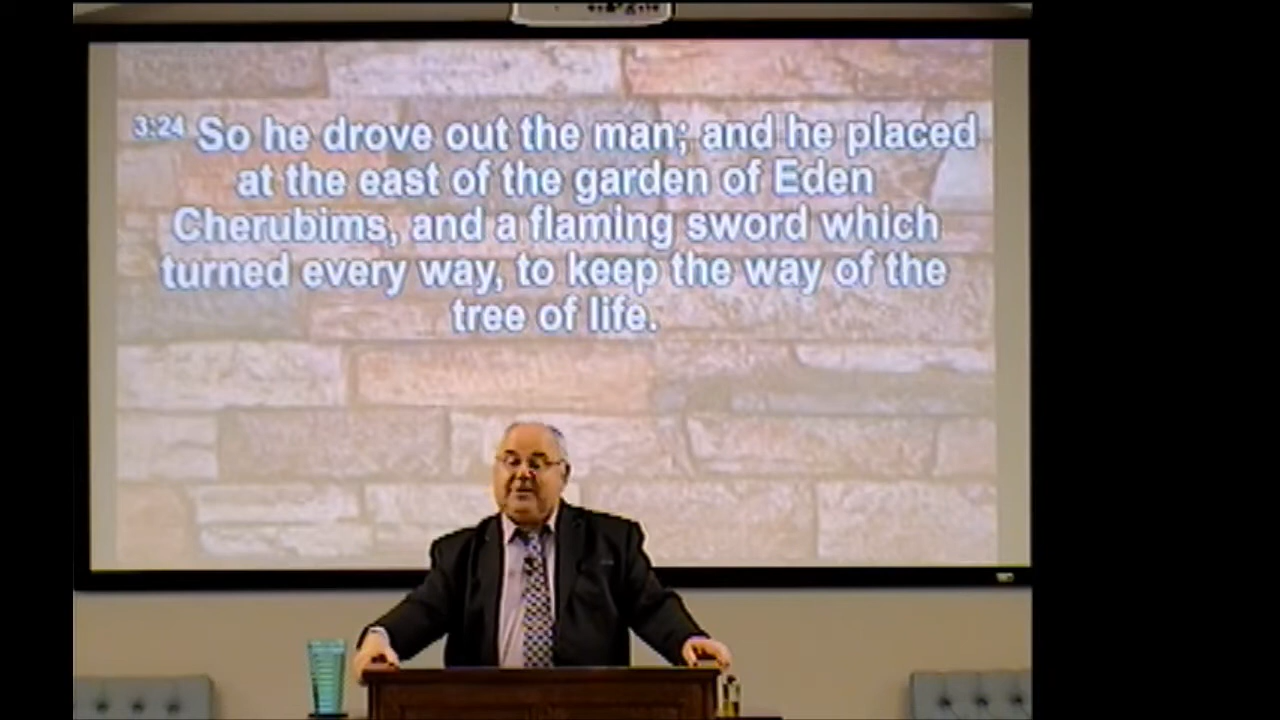 3:24 So he drove out the man; and he placed
at the east of the garden of Eden
Cherubims, and a flaming sword which
turned every way, to keep the way of the
tree of life.